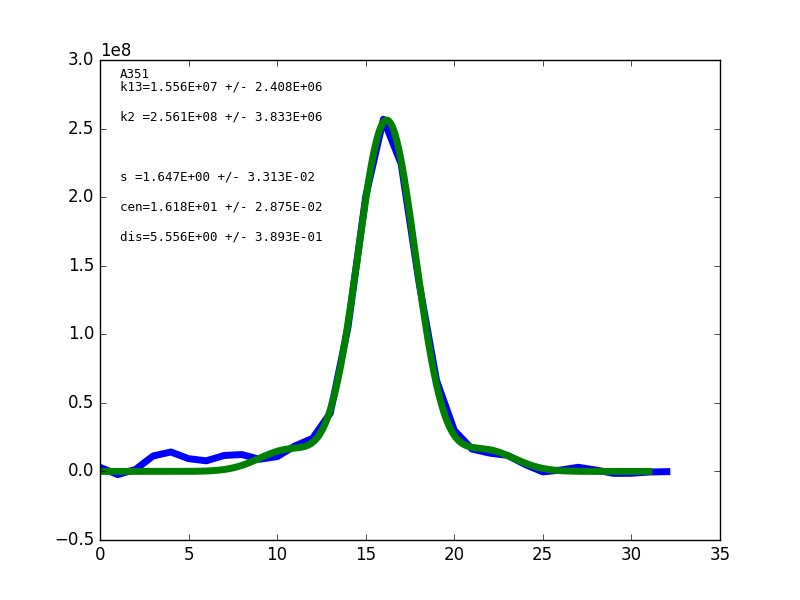 1e8
3.0
2.5
2.0
1.5
1.0
0.5
0.0
−0.5
A351
k13=1.556E+07 +/- 2.408E+06
k2 =2.561E+08 +/- 3.833E+06
s =1.647E+00 +/- 3.313E-02
cen=1.618E+01 +/- 2.875E-02
dis=5.556E+00 +/- 3.893E-01
0 5 10 15 20 25 30 35